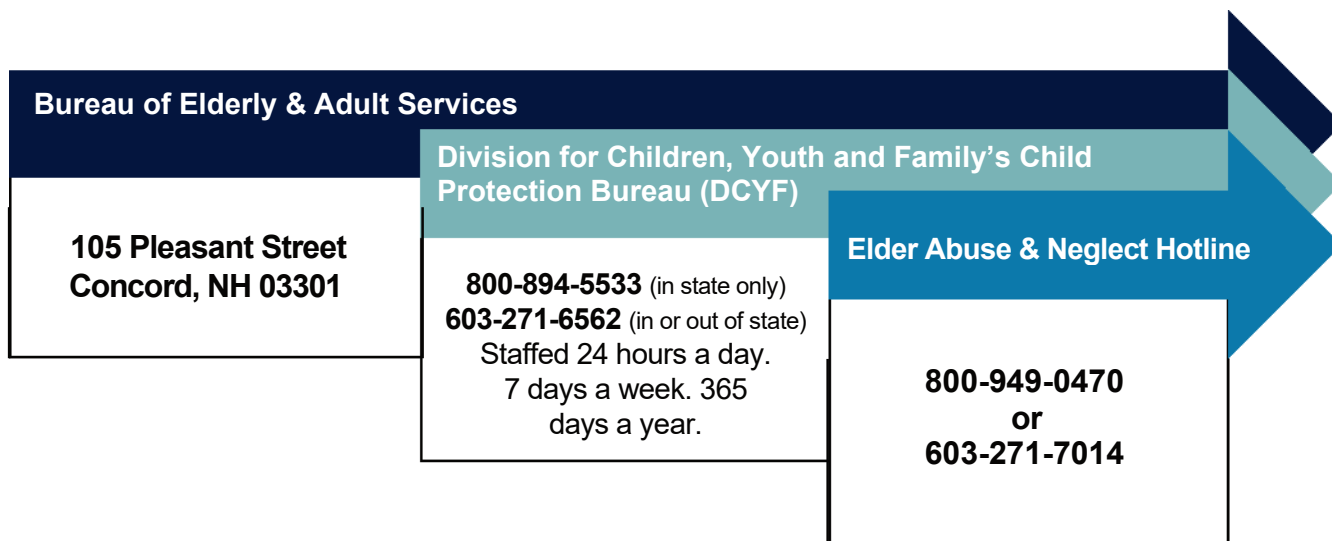 Bureau of Elderly & Adult Services
105 Pleasant Street
Concord, NH 03301
Division for Children, Youth and Family’s Child
Protection Bureau (DCYF)
800-894-5533 (in state only)
603-271-6562 (in or out of state)
Staffed 24 hours a day.
7 days a week. 365
days a year.
Elder Abuse & Neglect Hotline
800-949-0470
or
603-271-7014